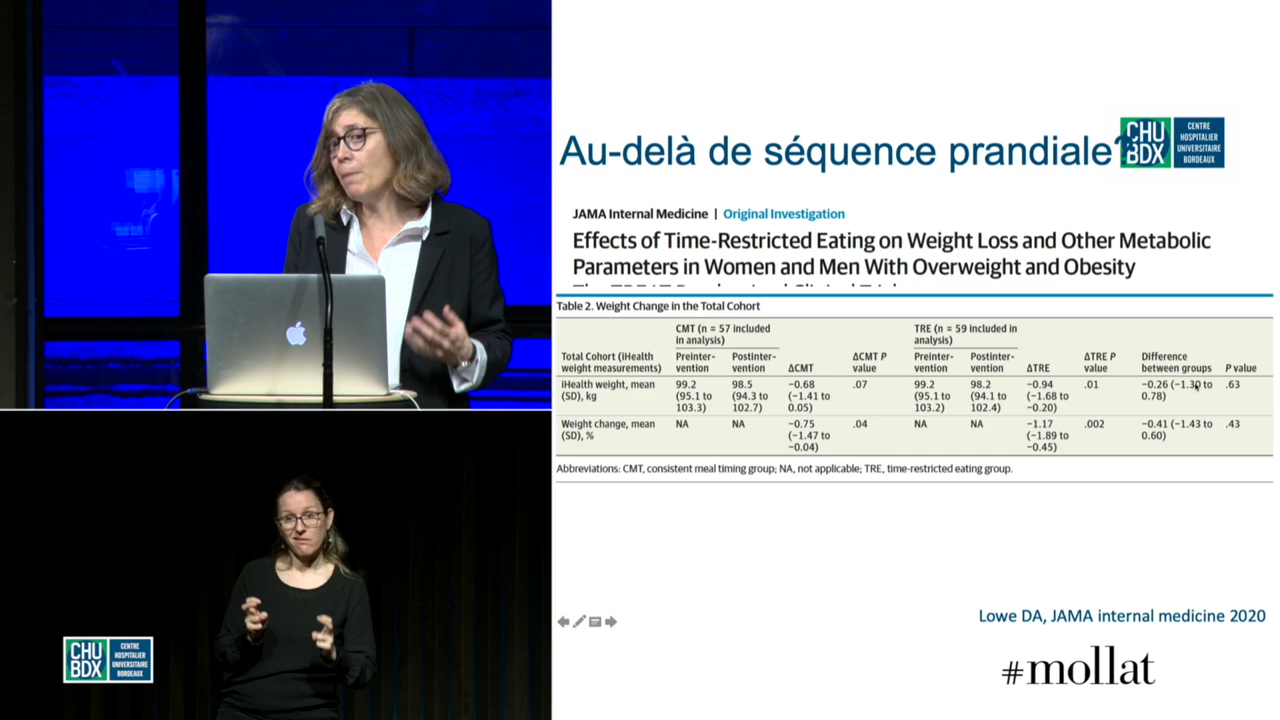 Au-delà de séquence prandiale
CHU
BDX
CENTRE
HOSPITALIER
UNIVERSITAIRE
BORDEAUX
JAMA Internal Medicine | Original Investigation
Effects of Time-Restricted Eating on Weight Loss and Other Metabolic
Parameters in Women and Men With Overweight and Obesity
Table 2. Weight Change in the Total Cohort
Total Cohort (iHealth
weight measurements)
CMT (n = 57 included
in analysis)
Preinter-
vention
Postinter-
vention
ΔCMT
ΔCMT P
value
TRE (n = 59 included in
analysis)
Preinter-
vention
Postinter-
vention
ΔTRE
ΔTRE P
value
Difference
between groups
P value
iHealth weight, mean
(SD), kg
99.2
(95.1 to
103.3)
98.5
(94.3 to
102.7)
−0.68
(−1.41 to
0.05)
.07
99.2
(95.1 to
103.2)
98.2
(94.1 to
102.4)
−0.94
(−1.68 to
−0.20)
.01
−0.26 (−1.30 to
0.78)
.63
Weight change, mean
(SD), %
NA
NA
−0.75
(−1.47 to
−0.04)
.04
NA
NA
−1.17
(−1.89 to
−0.45)
.002
−0.41 (−1.43 to
0.60)
.43
Abbreviations: CMT, consistent meal timing group; NA, not applicable; TRE, time-restricted eating group.
Lowe DA, JAMA internal medicine 2020
#mollat
CHU
BDX
CENTRE
HOSPITALIER
UNIVERSITAIRE
BORDEAUX